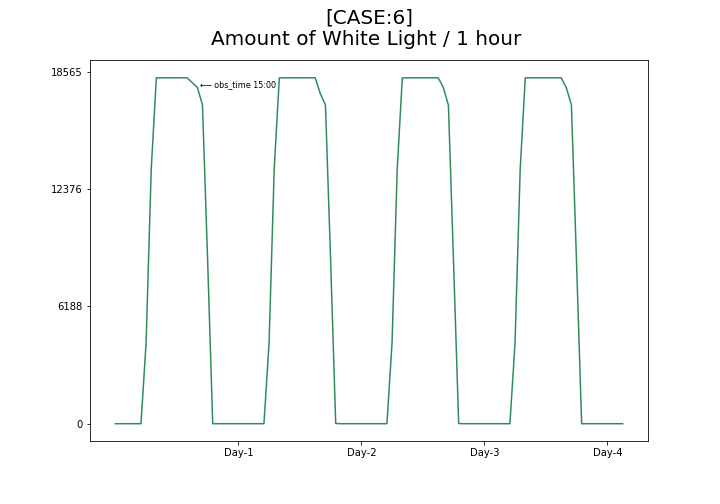 [CASE:6]
Amount of White Light / 1 hour
18565
←─ obs_time 15:00
12376
6188
0
Day-1 Day-2 Day-3 Day-4